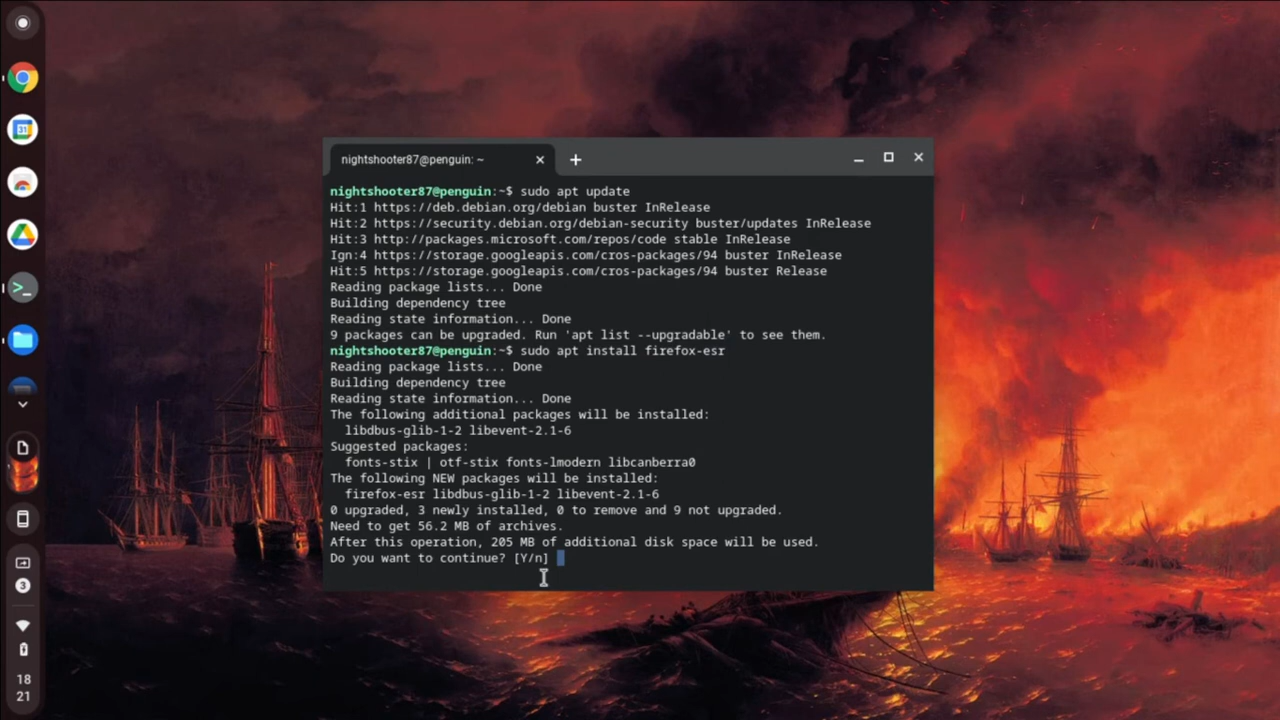 nightshooter87@penguin: ~
nightshooter87@penguin:~$ sudo apt update
Hit:1 https://deb.debian.org/debian buster InRelease
Hit:2 https://security.debian.org/debian-security buster/updates InRelease
Hit:3 http://packages.microsoft.com/repos/code stable InRelease
Ign:4 https://storage.googleapis.com/cros-packages/94 buster InRelease
Hit:5 https://storage.googleapis.com/cros-packages/94 buster Release
Reading package lists... Done
Building dependency tree
Reading state information... Done
9 packages can be upgraded. Run 'apt list --upgradable' to see them.
nightshooter87@penguin:~$ sudo apt install firefox-esr
Reading package lists... Done
Building dependency tree
Reading state information... Done
The following additional packages will be installed:
libdbus-glib-1-2 libevent-2.1-6
Suggested packages:
fonts-stix | otf-stix fonts-lmodern libcanberra0
The following NEW packages will be installed:
firefox-esr libdbus-glib-1-2 libevent-2.1-6
0 upgraded, 3 newly installed, 0 to remove and 9 not upgraded.
Need to get 56.2 MB of archives.
After this operation, 205 MB of additional disk space will be used.
Do you want to continue? [Y/n]
31
3
18
21